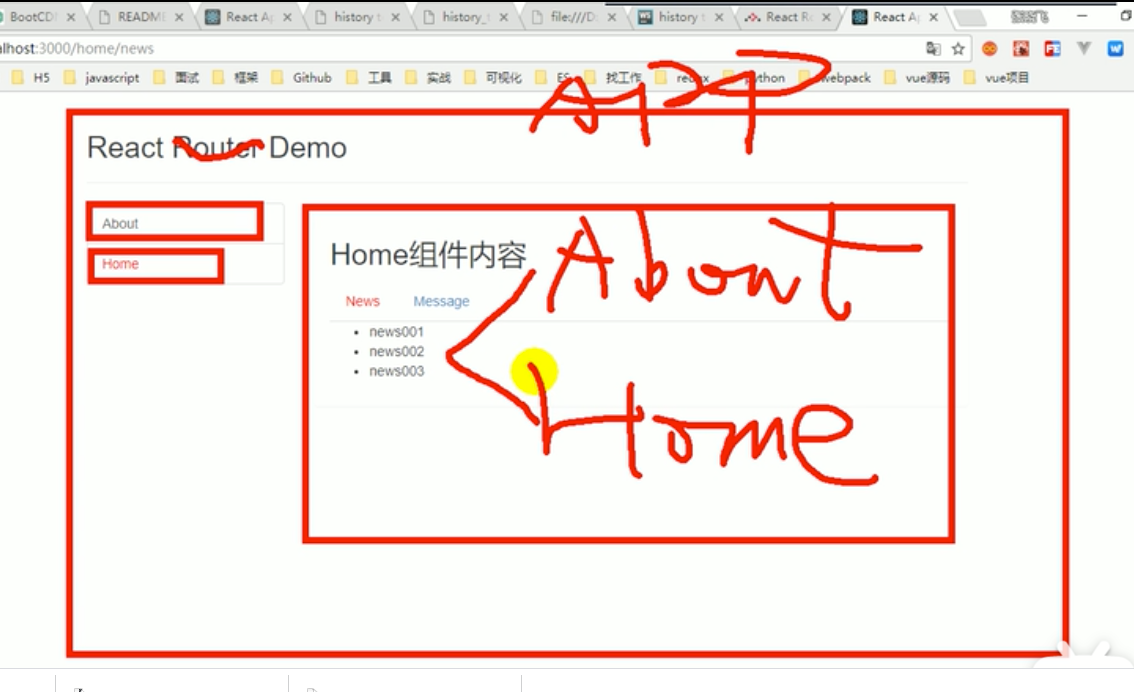 BootCD
README
React Ap
history t
history_
file:///D
history t
React Ro
React Ap
alhost:3000/home/news
H5 javascript 面试 框架 Github 工具 实战 可视化 ES 找工作 redux python webpack vue源码 vue项目
APP
React Router Demo
About
Home
Home组件内容
About
News Message
news001
news002
news003
Home